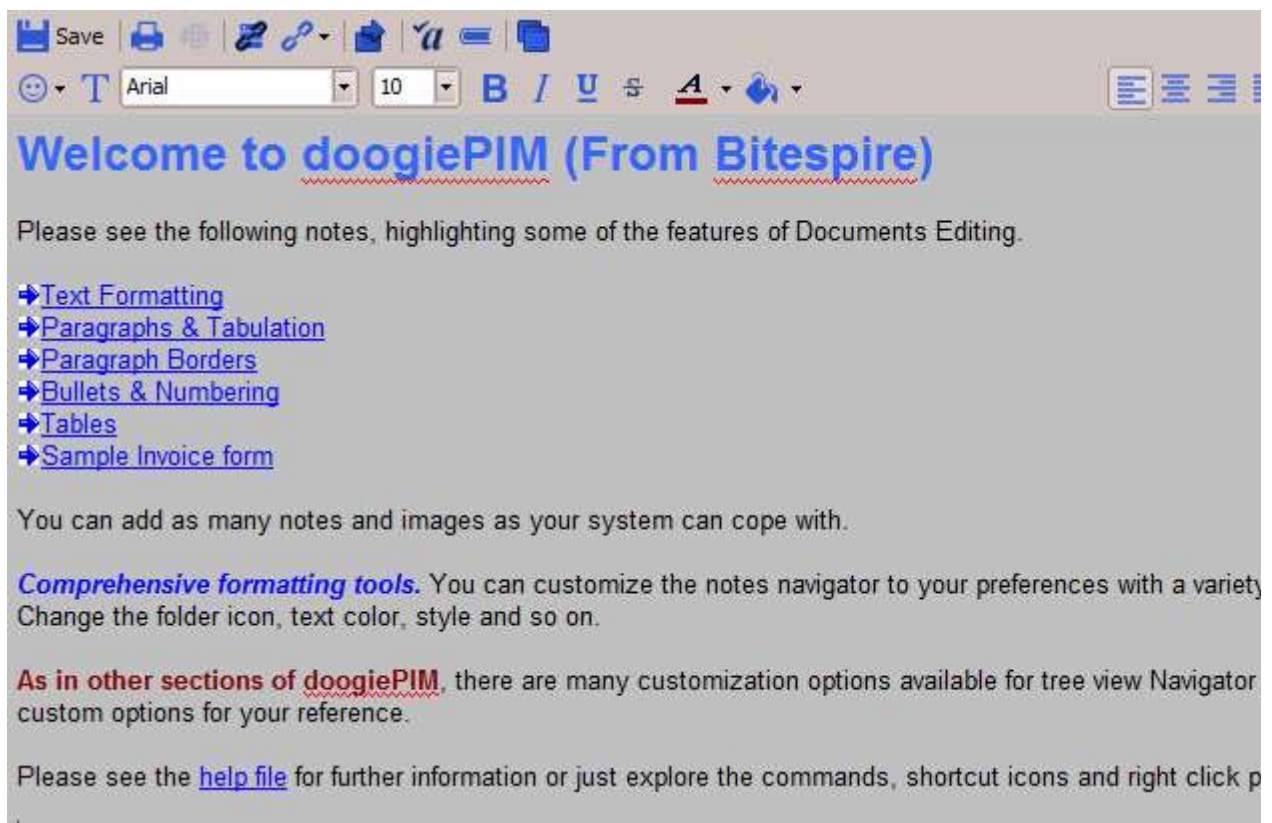 Save
Arial 10 B I U S A
Welcome to doogiePIM (From Bitespire)
Please see the following notes, highlighting some of the features of Documents Editing.
Text Formatting
Paragraphs & Tabulation
Paragraph Borders
Bullets & Numbering
Tables
Sample Invoice form
You can add as many notes and images as your system can cope with.
Comprehensive formatting tools. You can customize the notes navigator to your preferences with a variety
Change the folder icon, text color, style and so on.
As in other sections of doogiePIM, there are many customization options available for tree view Navigator
custom options for your reference.
Please see the help file for further information or just explore the commands, shortcut icons and right click